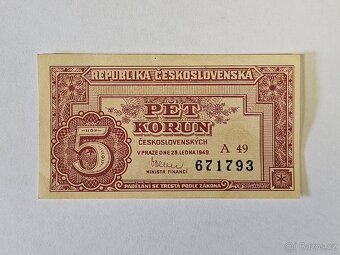 REPUBLIKA ČESKOSLOVENSKÁ
PĚT
KORUN
ČESKOSLOVENSKÝCH
A 49
V PRAZE DNE 25. LEDNA 1949
671793
MINISTR FINANCÍ
5
PADĚLÁNÍ SE TRESTÁ PODLE ZÁKONA